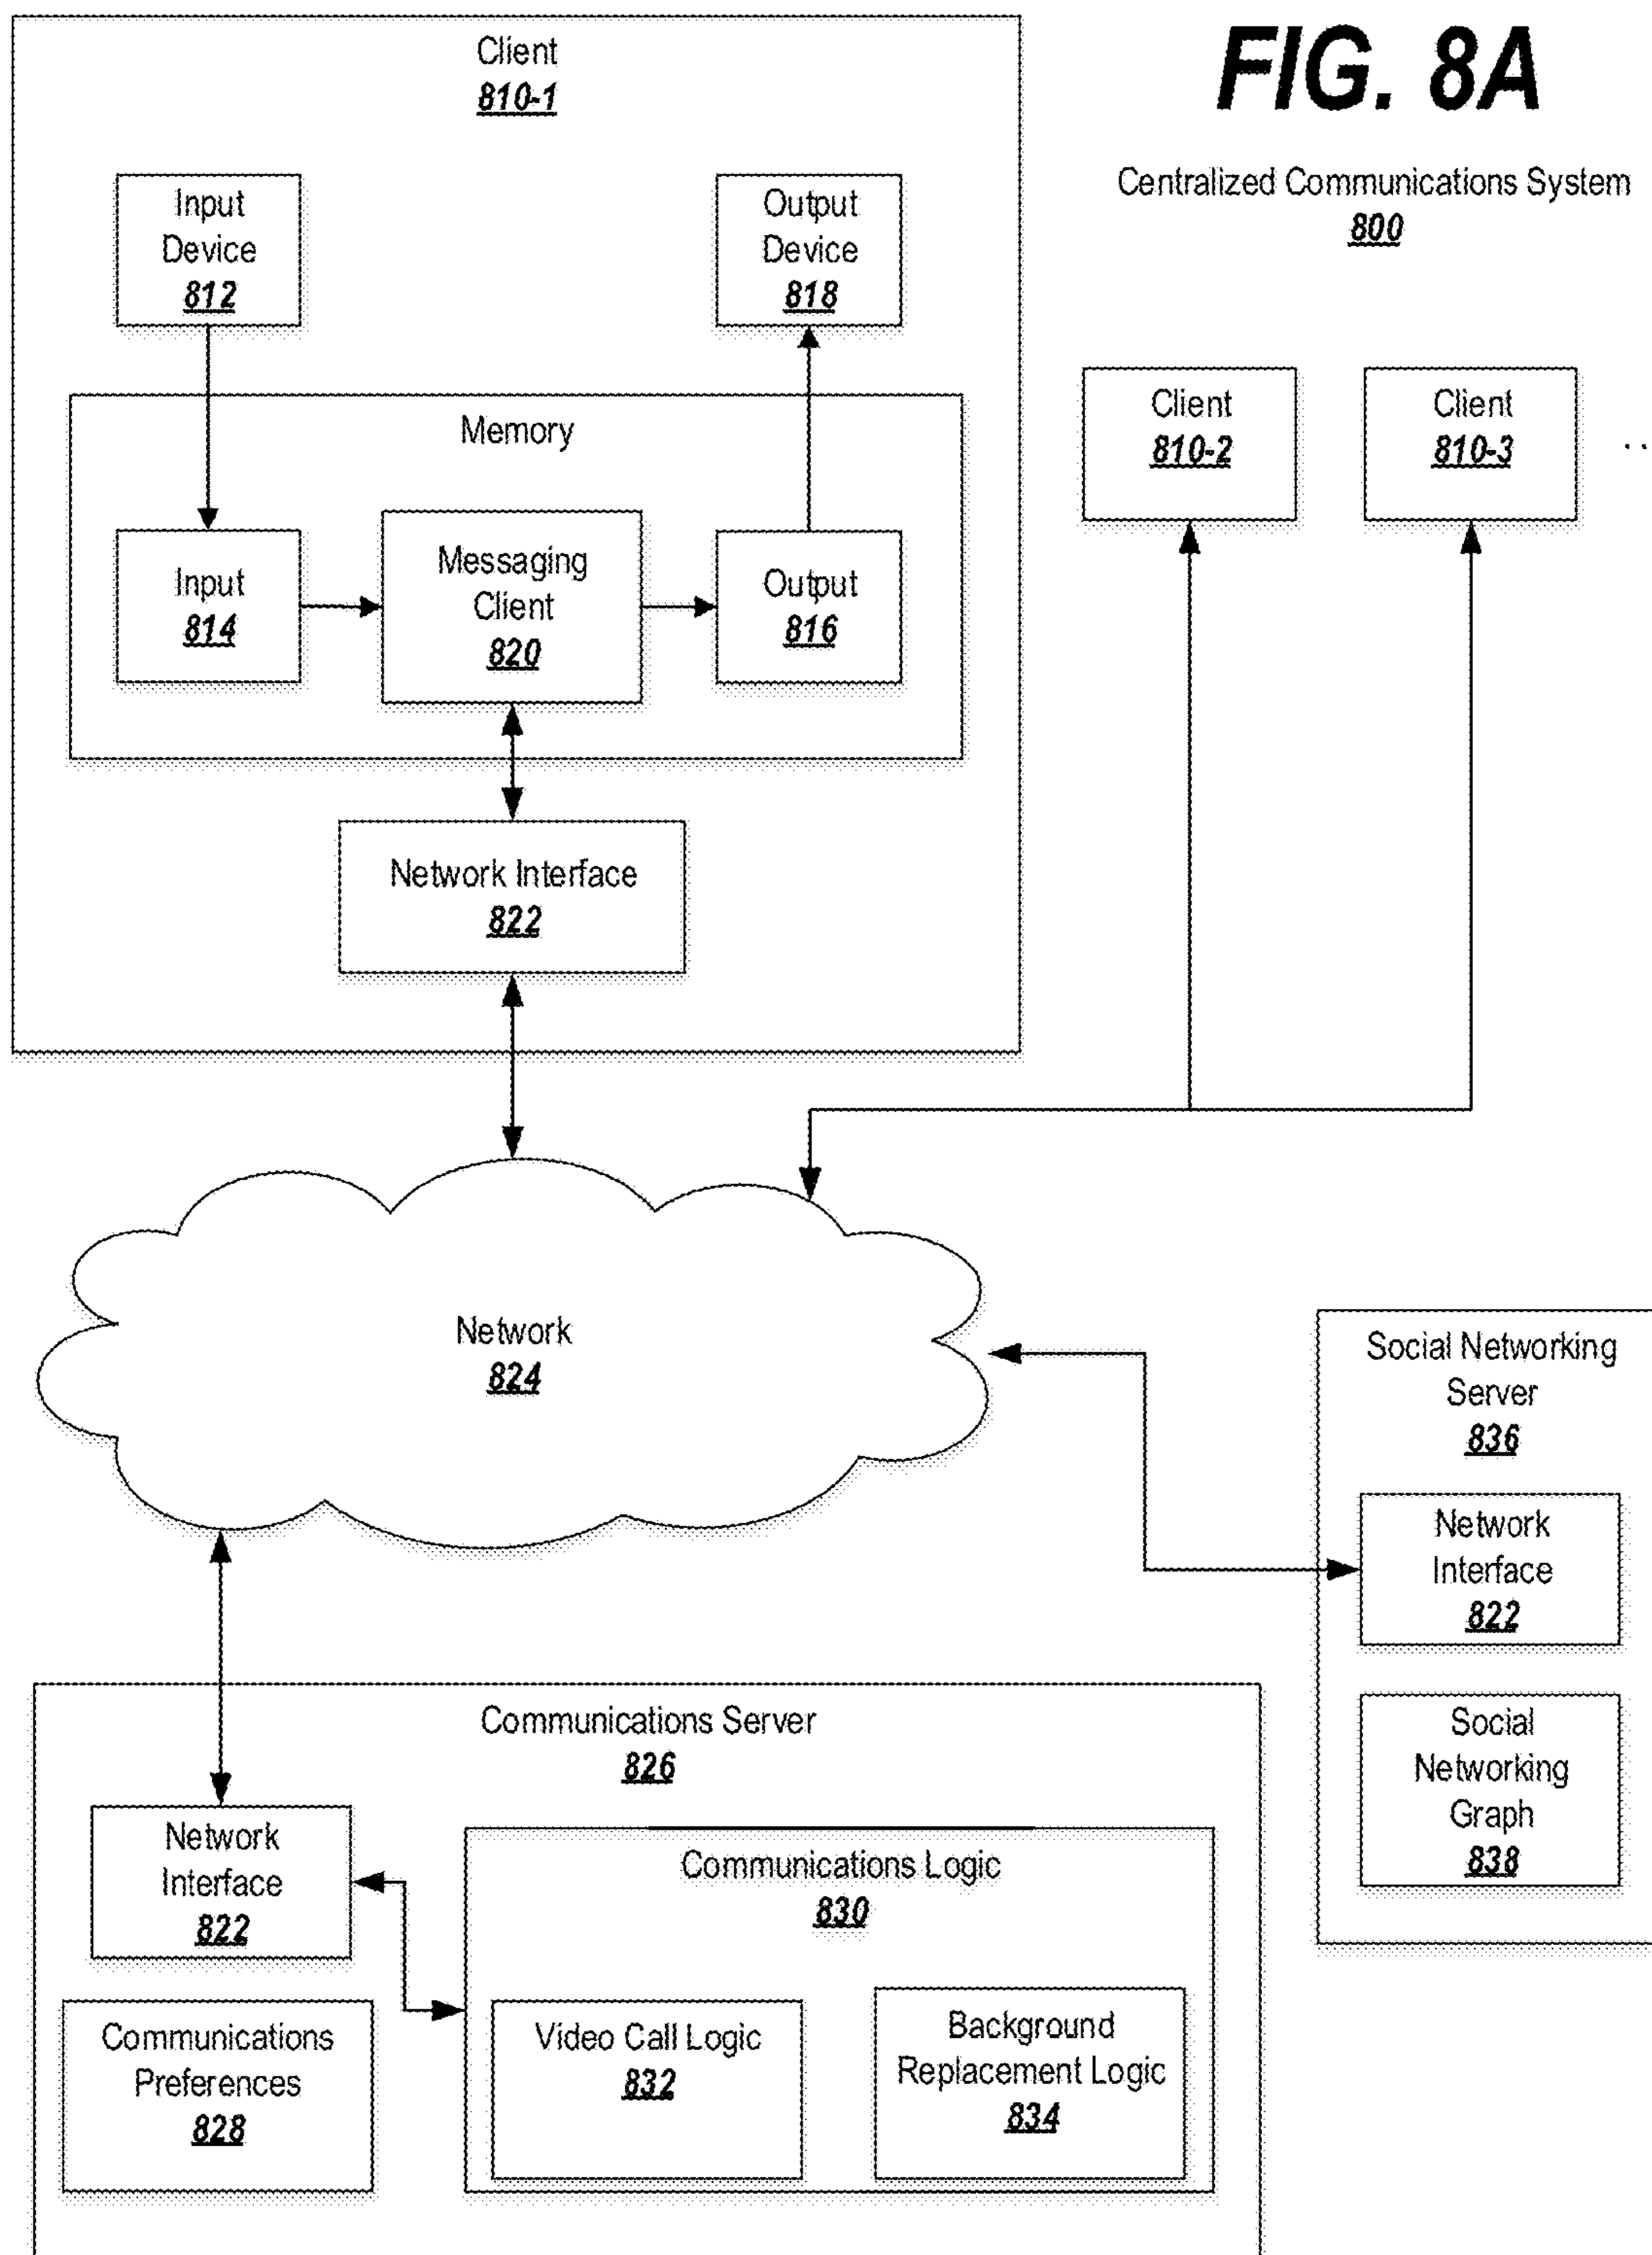 FIG. 8A
Centralized Communications System
800
Client
810-1
Input
Device
812
Output
Device
818
Memory
Input
814
Messaging
Client
820
Output
816
Network Interface
822
Client
810-2
Client
810-3
..
Network
824
Social Networking
Server
836
Network
Interface
822
Social
Networking
Graph
838
Communications Server
826
Network
Interface
822
Communications
Preferences
828
Communications Logic
830
Video Call Logic
832
Background
Replacement Logic
834